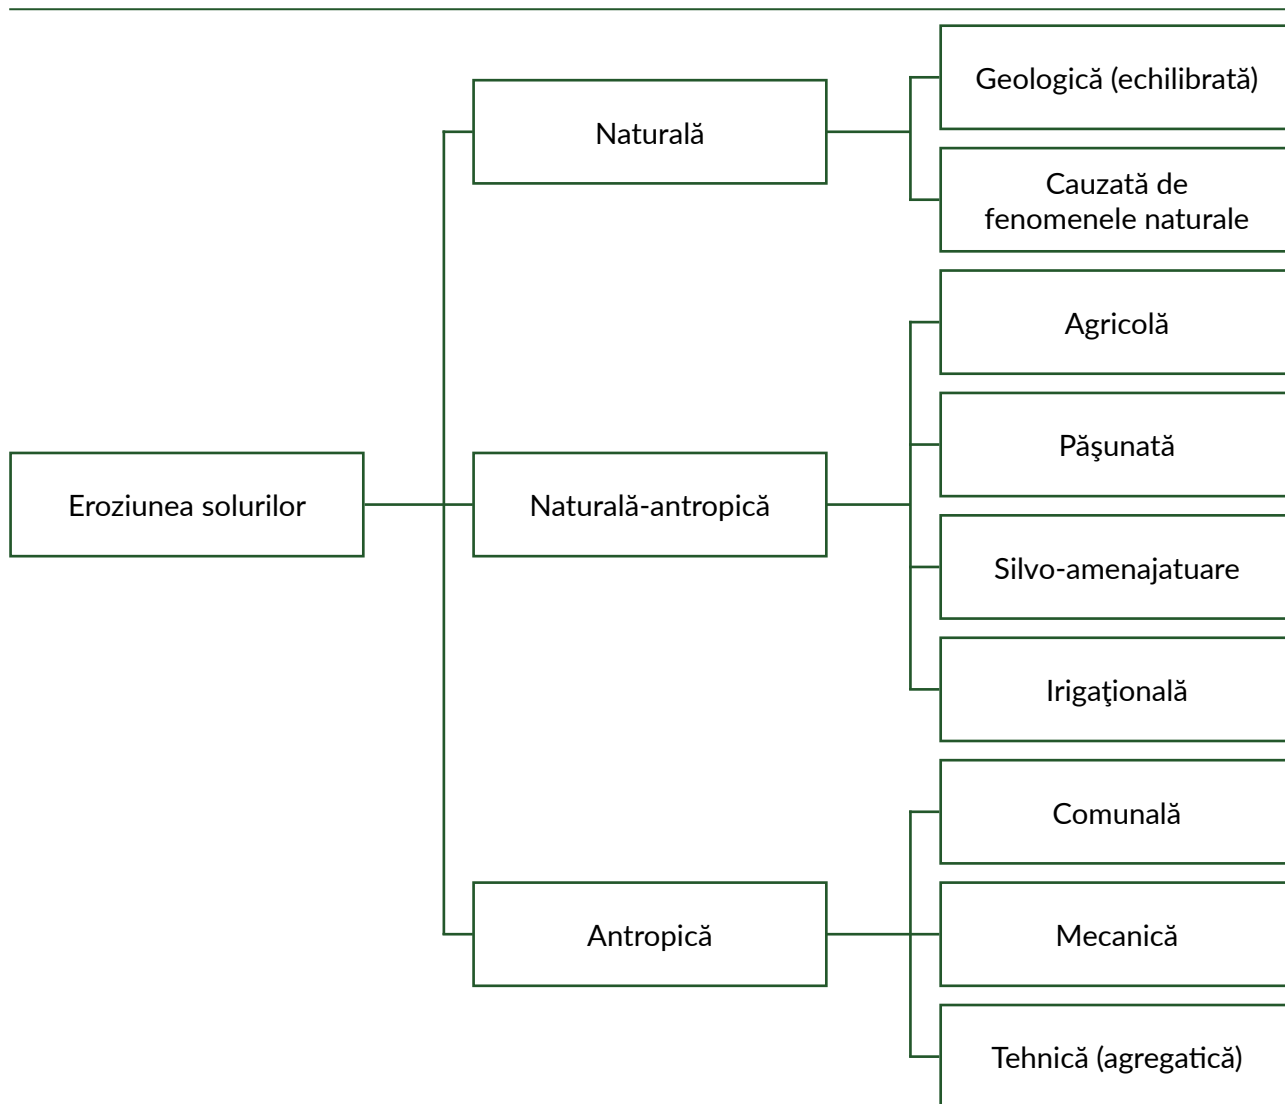 Eroziunea solurilor
Naturală
Geologică (echilibrată)
Cauzată de
fenomenele naturale
Naturală-antropică
Agricolă
Păşunată
Silvo-amenajatuare
Irigaţională
Antropică
Comunală
Mecanică
Tehnică (agregatică)